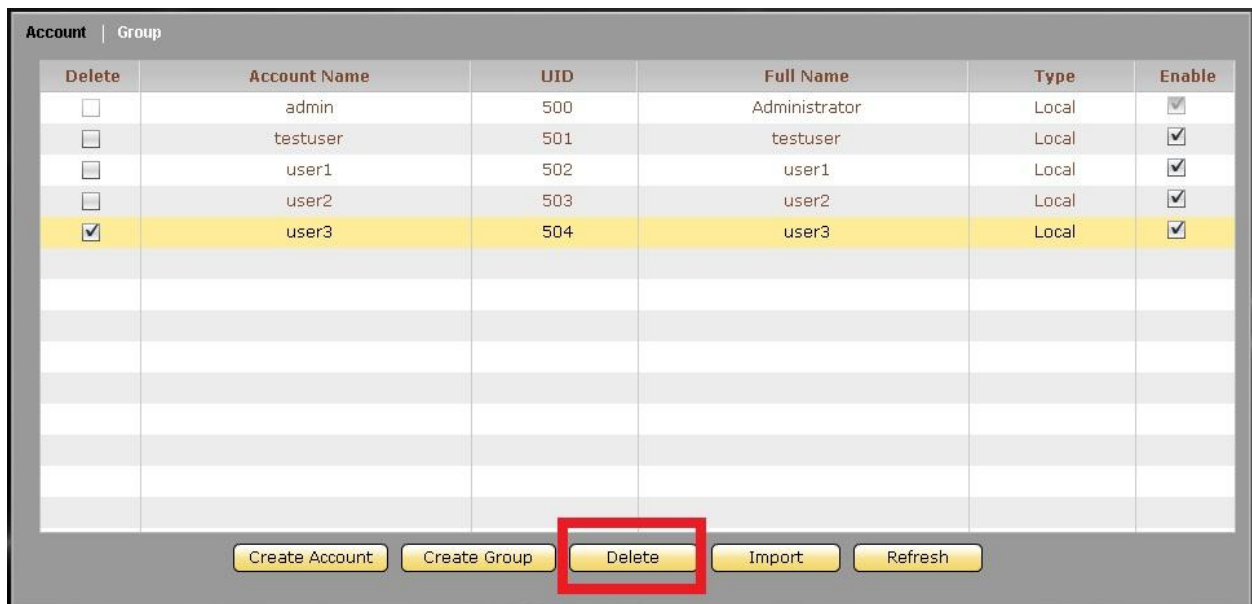 Account | Group
Delete Account Name UID Full Name Type Enable
admin 500 Administrator Local
testuser 501 testuser Local
user1 502 user1 Local
user2 503 user2 Local
user3 504 user3 Local
Create Account Create Group Delete Import Refresh